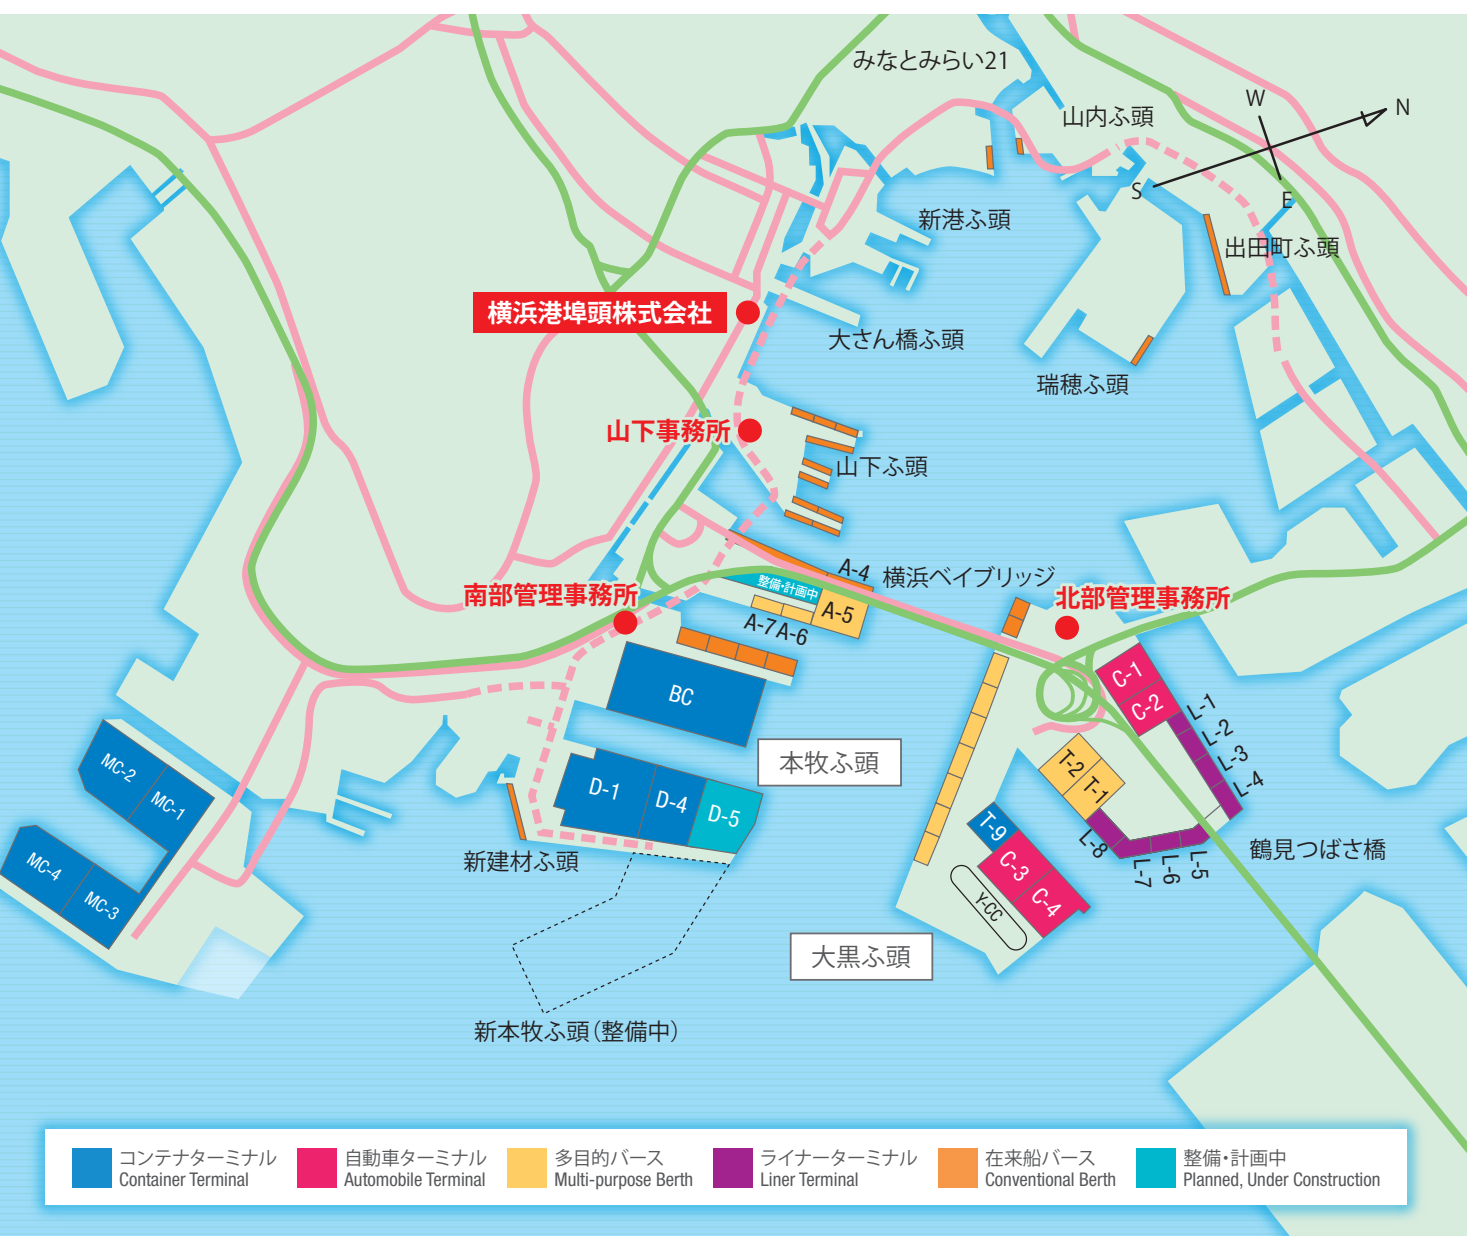 みなとみらい21
山内ふ頭
W
N
S
E
新港ふ頭
出田町ふ頭
横浜港埠頭株式会社
大さん橋ふ頭
瑞穂ふ頭
山下事務所
山下ふ頭
A-4
横浜ベイブリッジ
整備・計画中
南部管理事務所
北部管理事務所
A-5
A-7
A-6
BC
C-1
C-2
L-1
L-2
L-3
L-4
本牧ふ頭
MC-2
MC-1
D-1
D-4
D-5
T-2
T-1
T-9
L-8
L-7
L-6
L-5
鶴見つばさ橋
MC-4
MC-3
新建材ふ頭
C-3
C-4
Y-CC
大黒ふ頭
新本牧ふ頭(整備中)
コンテナターミナル
Container Terminal
自動車ターミナル
Automobile Terminal
多目的バース
Multi-purpose Berth
ライナーターミナル
Liner Terminal
在来船バース
Conventional Berth
整備・計画中
Planned, Under Construction